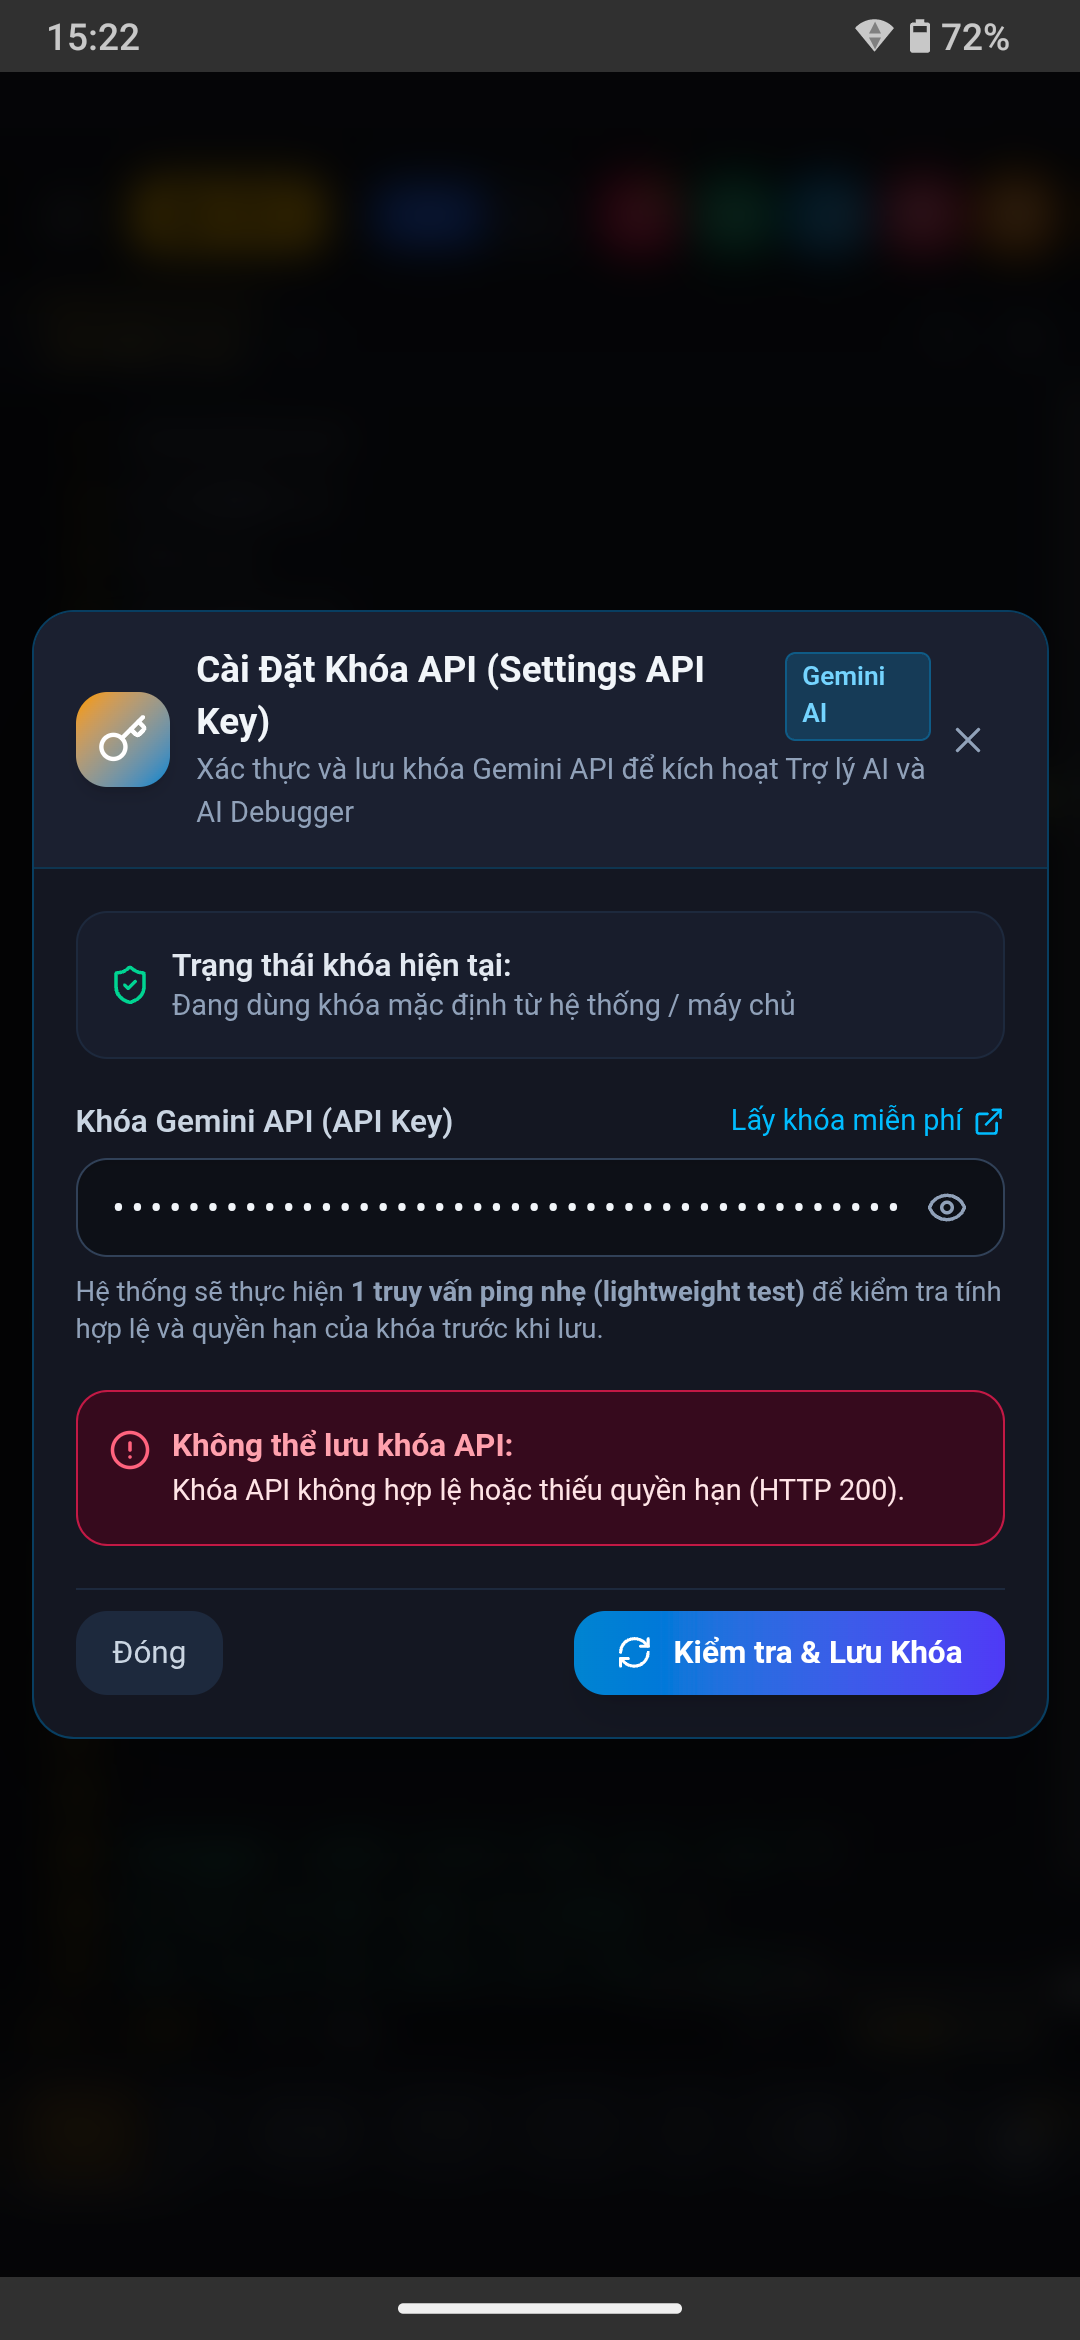 15:22
72%
Cài Đặt Khóa API (Settings API
Key)
Gemini
AI
Xác thực và lưu khóa Gemini API để kích hoạt Trợ lý AI và
AI Debugger
Trạng thái khóa hiện tại:
Đang dùng khóa mặc định từ hệ thống / máy chủ
Khóa Gemini API (API Key)
Lấy khóa miễn phí
Hệ thống sẽ thực hiện 1 truy vấn ping nhẹ (lightweight test) để kiểm tra tính
hợp lệ và quyền hạn của khóa trước khi lưu.
Không thể lưu khóa API:
Khóa API không hợp lệ hoặc thiếu quyền hạn (HTTP 200).
Đóng
Kiểm tra & Lưu Khóa